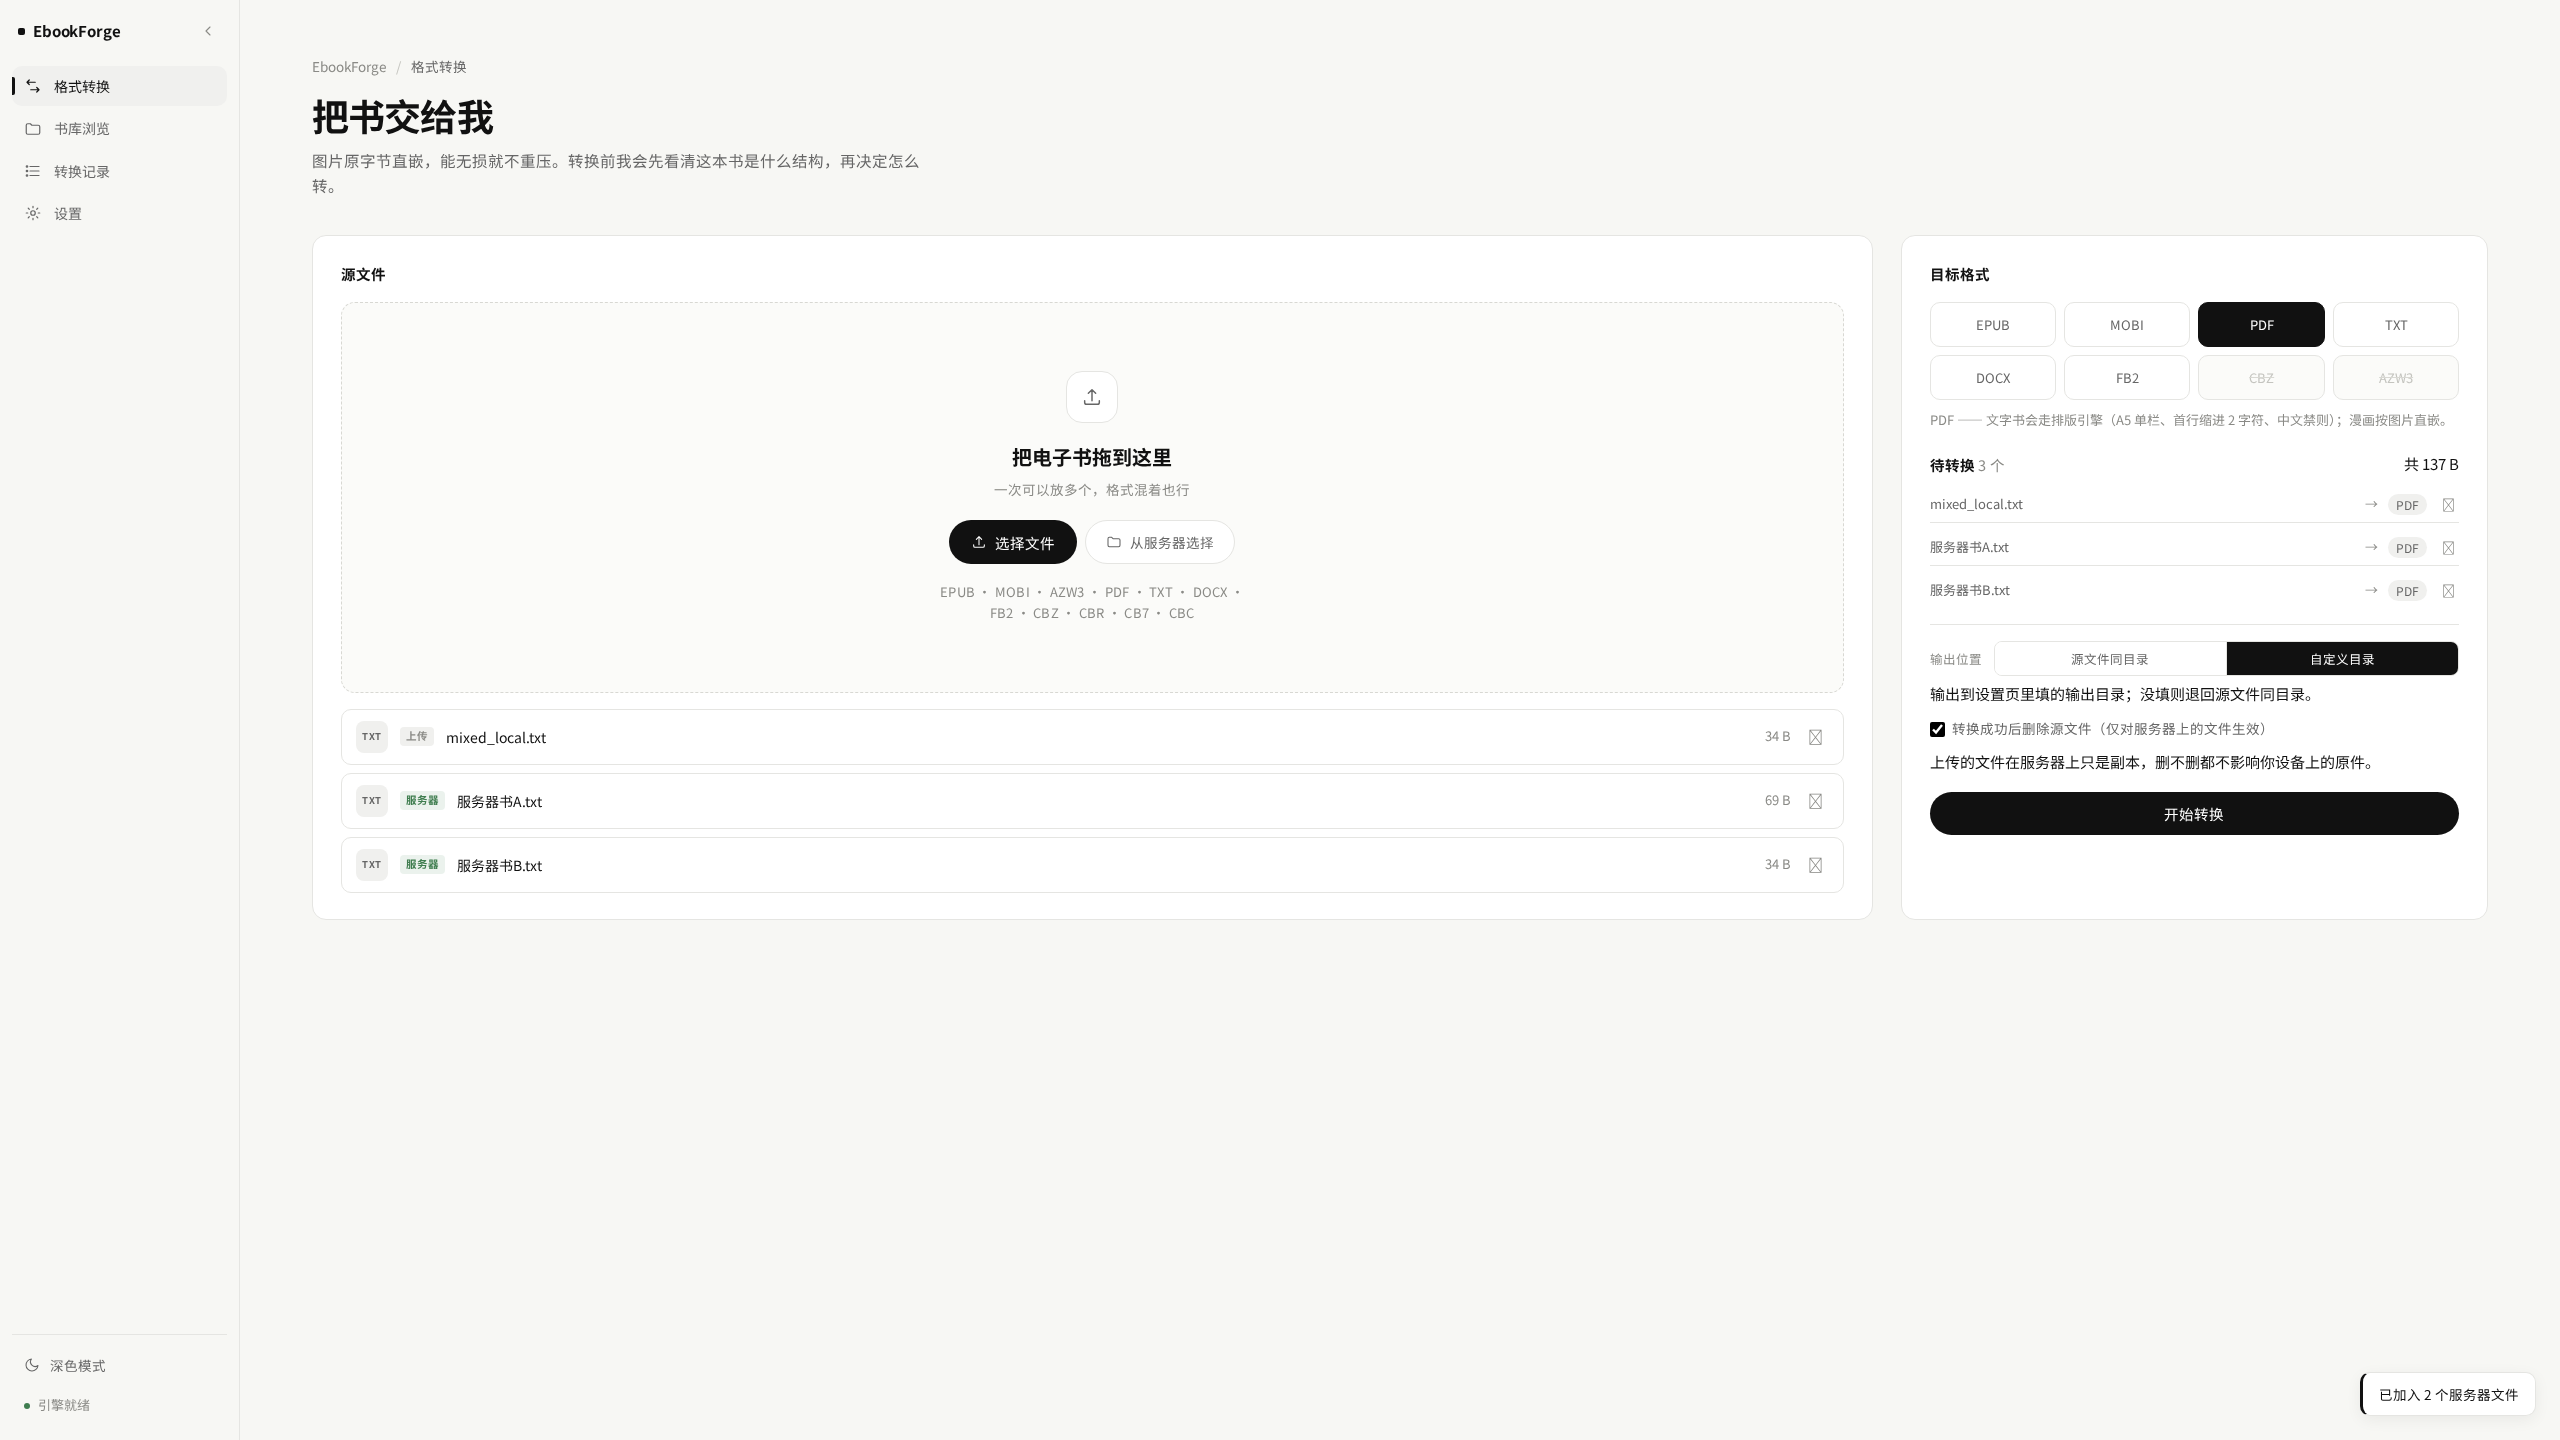 EbookForge
格式转换
书库浏览
转换记录
设置
深色模式
引擎就绪
EbookForge / 格式转换
把书交给我
图片原字节直嵌，能无损就不重压。转换前我会先看清这本书是什么结构，再决定怎么
转。
源文件
把电子书拖到这里
一次可以放多个，格式混着也行
选择文件 从服务器选择
EPUB · MOBI · AZW3 · PDF · TXT · DOCX ·
FB2 · CBZ · CBR · CB7 · CBC
TXT 上传 mixed_local.txt 34 B
TXT 服务器 服务器书A.txt 69 B
TXT 服务器 服务器书B.txt 34 B
目标格式
EPUB MOBI PDF TXT
DOCX FB2 CBZ AZW3
PDF —— 文字书会走排版引擎（A5 单栏、首行缩进 2 字符、中文禁则）；漫画按图片直嵌。
待转换 3 个 共 137 B
mixed_local.txt → PDF
服务器书A.txt → PDF
服务器书B.txt → PDF
输出位置 源文件同目录 自定义目录
输出到设置页里填的输出目录；没填则退回源文件同目录。
转换成功后删除源文件（仅对服务器上的文件生效）
上传的文件在服务器上只是副本，删不删都不影响你设备上的原件。
开始转换
已加入 2 个服务器文件